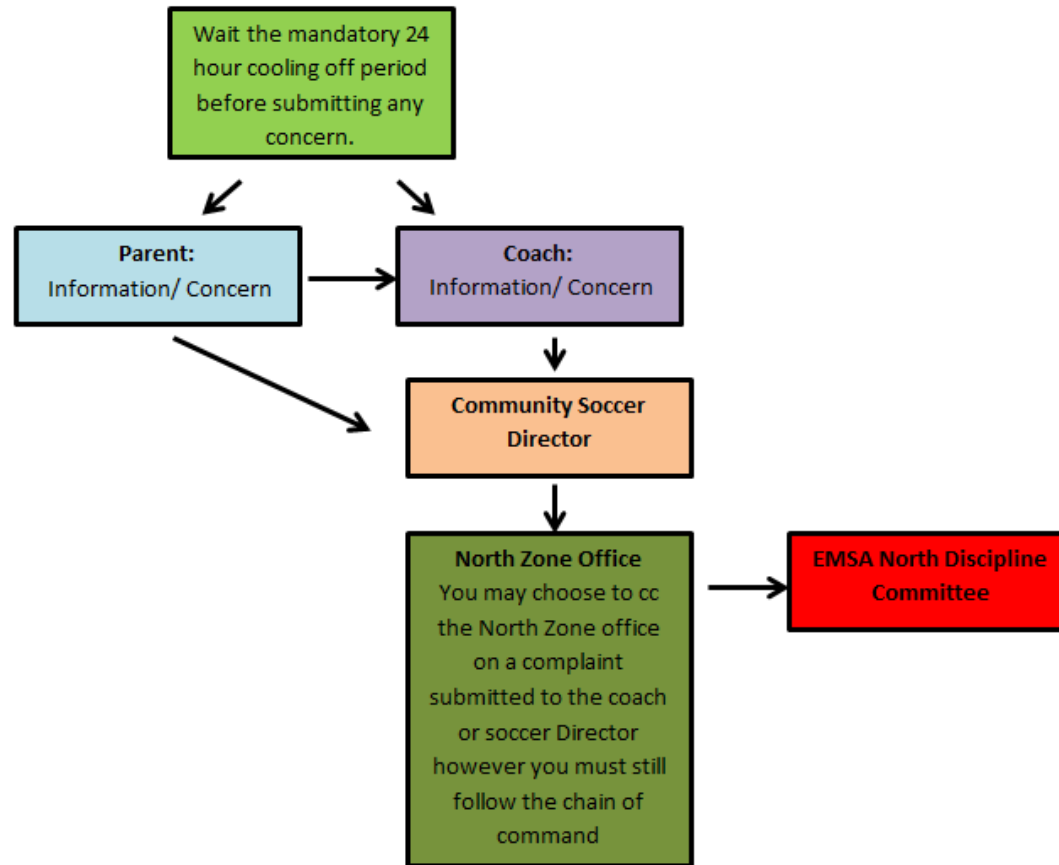 Wait the mandatory 24
hour cooling off period
before submitting any
concern.
Parent:
Information/ Concern
Coach:
Information/ Concern
Community Soccer
Director
North Zone Office
You may choose to cc
the North Zone office
on a complaint
submitted to the coach
or soccer Director
however you must still
follow the chain of
command
EMSA North Discipline
Committee